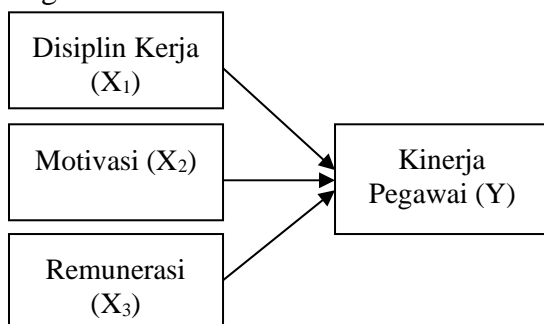 Disiplin Kerja
(X₁)
Motivasi (X₂)
Kinerja
Pegawai (Y)
Remunerasi
(X₃)